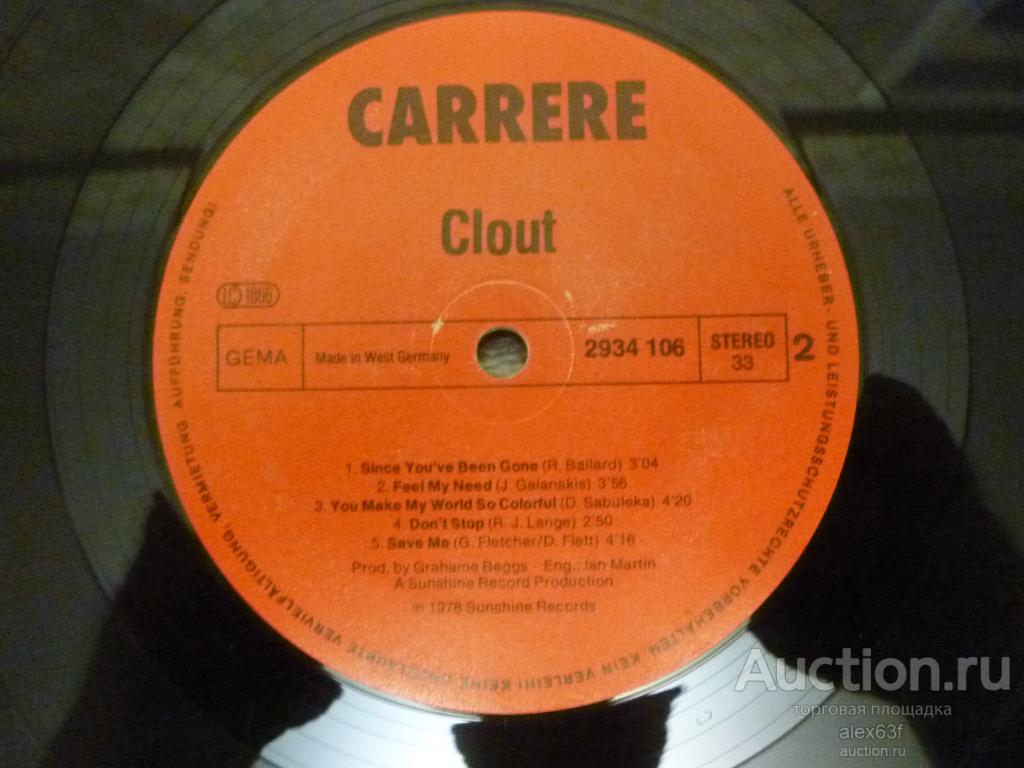 CARRERE
Clout
LC 1866
GEMA
Made in West Germany
2934 106
STEREO
33
2
1. Since You've Been Gone (R. Ballard) 3'04
2. Feel My Need (J. Galanakis) 3'56
3. You Make My World So Colorful (D. Sabuleka) 4'20
4. Don't Stop (R. J. Lange) 2'50
5. Save Me (G. Fletcher/D. Flett) 4'16
Prod. by Grahame Beggs · Eng.: Ian Martin
A Sunshine Record Production
℗ 1978 Sunshine Records
ALLE URHEBER- UND LEISTUNGSSCHUTZRECHTE VORBEHALTEN KEIN VERLEIH! KEINE UNERLAUBTE VERVIELFÄLTIGUNG, VERMIETUNG, AUFFÜHRUNG, SENDUNG!
Auction.ru
торговая площадка
alex63f
auction.ru